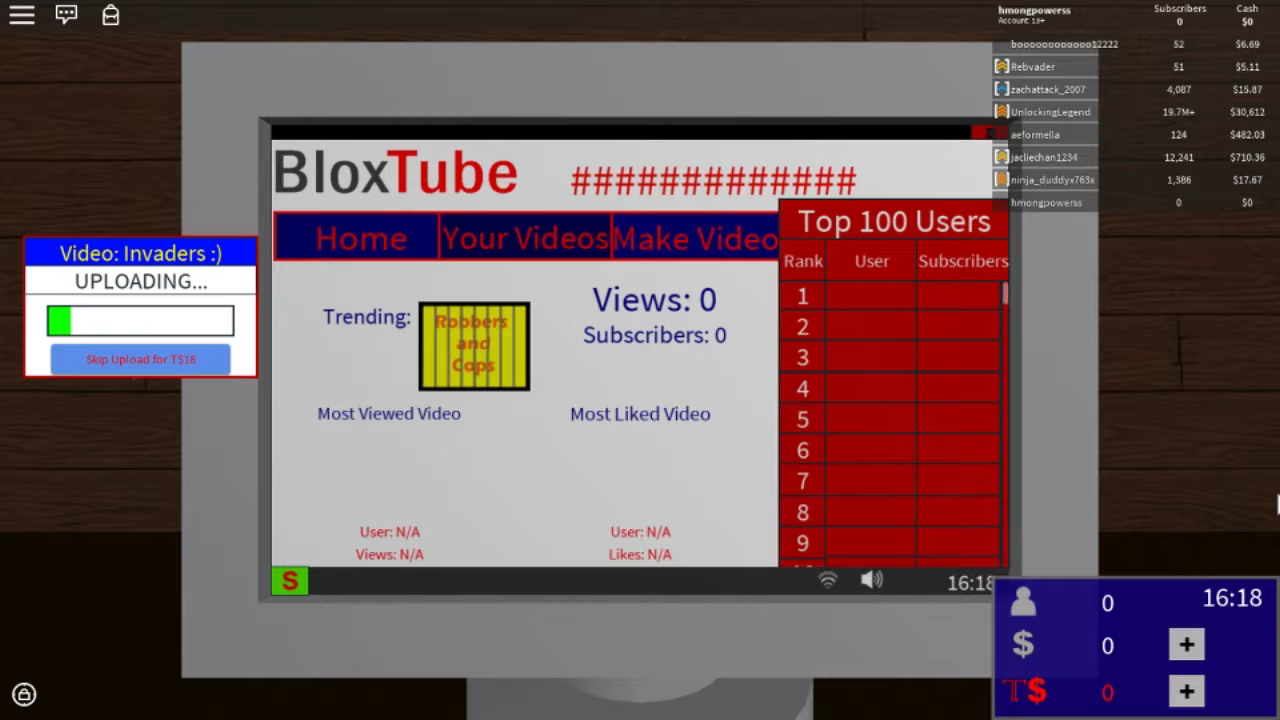 hmongpowerss
Account: 13+
Subscribers
0
Cash
$0
booooooooooo12222 52 $6.69
Rebvader 51 $5.11
zachattack_2007 4,087 $15.87
UnlockingLegend 19.7M+ $30,612
aeformella 124 $482.03
jacliechan1234 12,241 $710.36
ninja_duddyx763x 1,386 $17.67
hmongpowerss 0 $0
BloxTube #############
Home Your Videos Make Video
Top 100 Users
Rank User Subscribers
1
2
3
4
5
6
7
8
9
Video: Invaders :)
UPLOADING...
Skip Upload for T$18
Trending:
Robbers
and
Cops
Views: 0
Subscribers: 0
Most Viewed Video
Most Liked Video
User: N/A
Views: N/A
User: N/A
Likes: N/A
S
16:18
0 16:18
$ 0 +
T$ 0 +